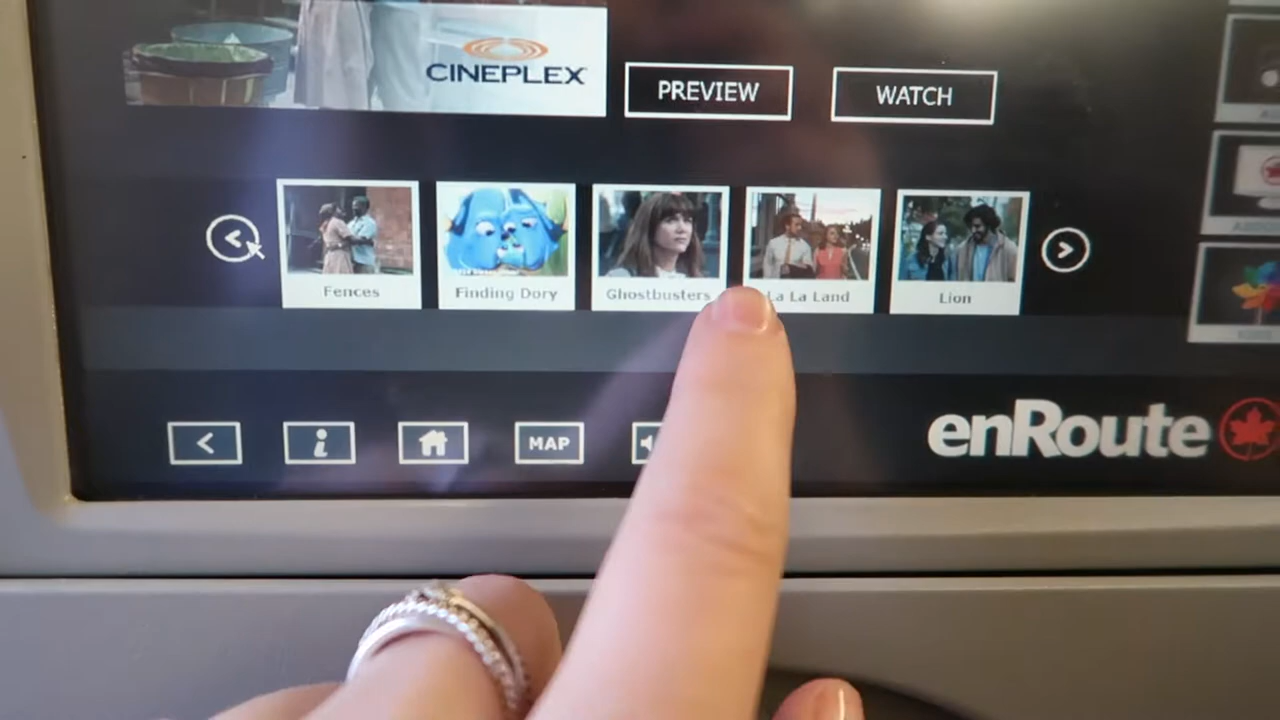 CINEPLEX
PREVIEW
WATCH
Fences
Finding Dory
Ghostbusters
La La Land
Lion
MAP
enRoute